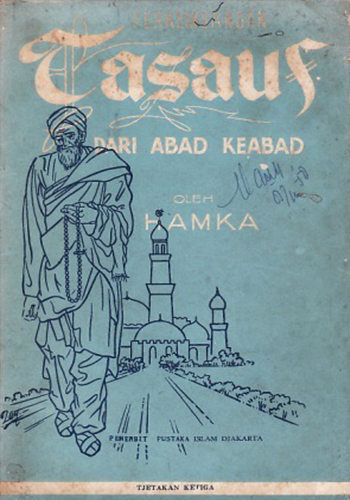 Tasauf
DARI ABAD KEABAD
OLEH
HAMKA
PENERBIT PUSTAKA ISLAM DJAKARTA
TJETAKAN KETIGA